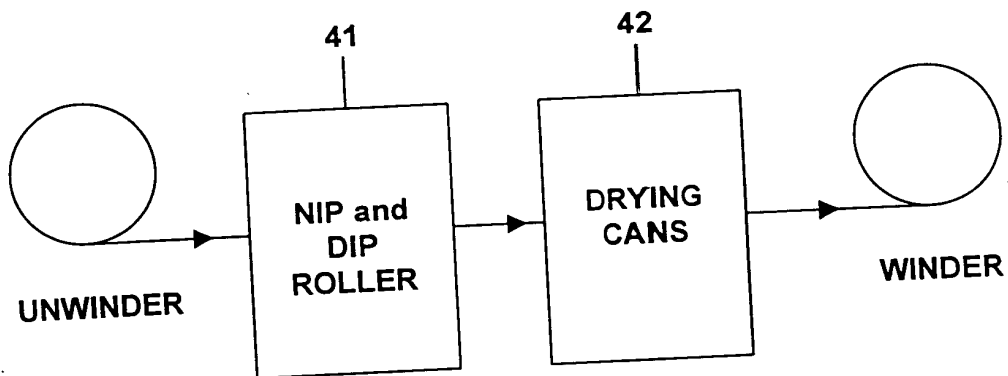 41
42
NIP and
DIP
ROLLER
DRYING
CANS
UNWINDER
WINDER